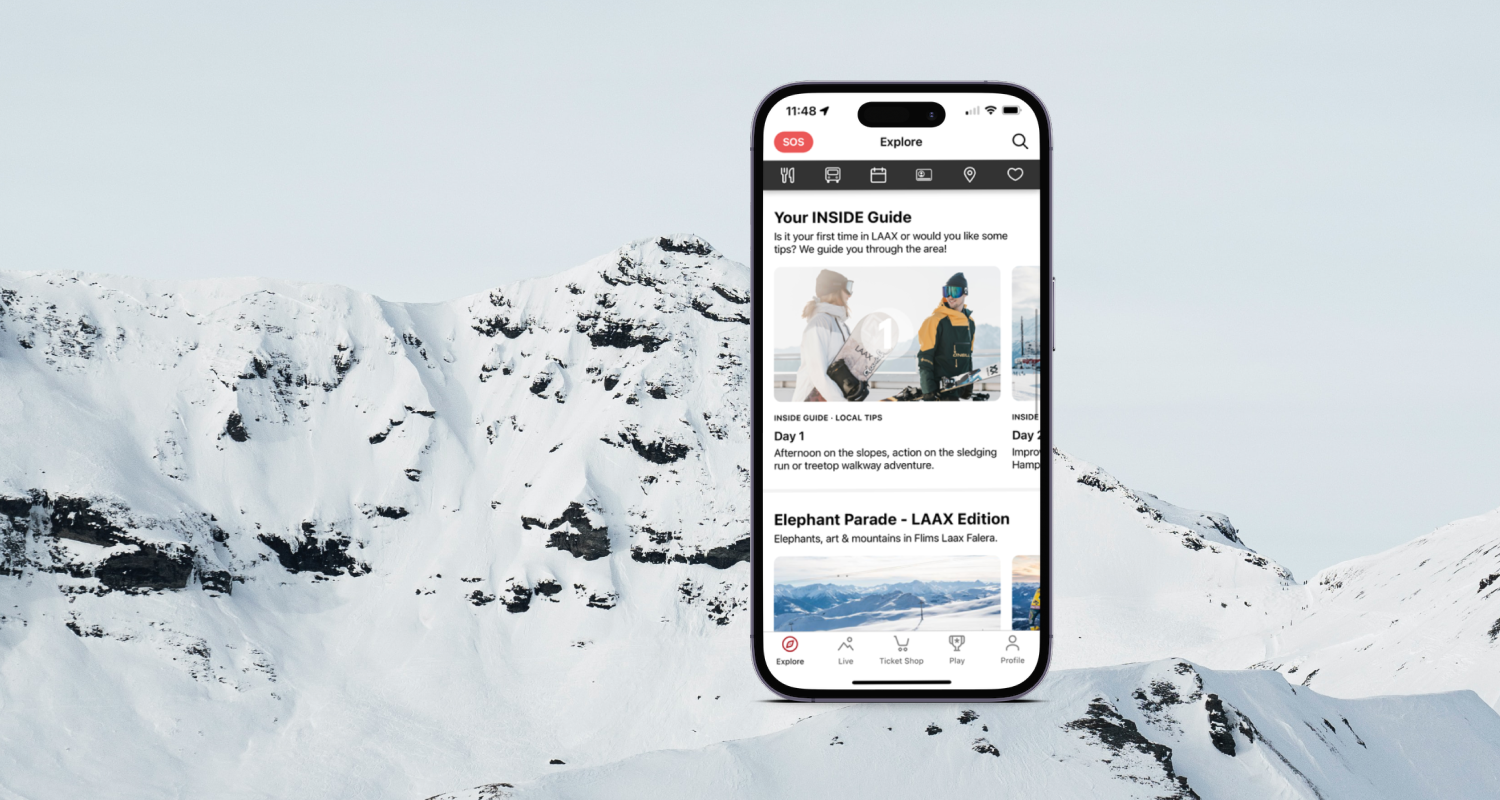 11:48
SOS
Explore
Your INSIDE Guide
Is it your first time in LAAX or would you like some
tips? We guide you through the area!
1
LAAX
INSIDE GUIDE · LOCAL TIPS
INSIDE
Day 1
Day 2
Afternoon on the slopes, action on the sledging
run or treetop walkway adventure.
Impro
Hamp
Elephant Parade - LAAX Edition
Elephants, art & mountains in Flims Laax Falera.
Explore
Live
Ticket Shop
Play
Profile